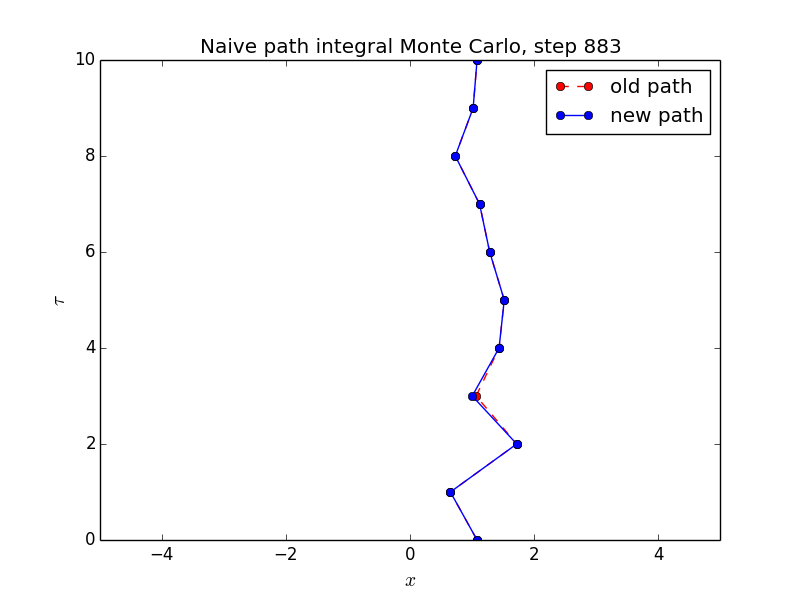 Naive path integral Monte Carlo, step 883
10
old path
new path
8
6
τ
4
2
0
−4
−2
0
2
4
x